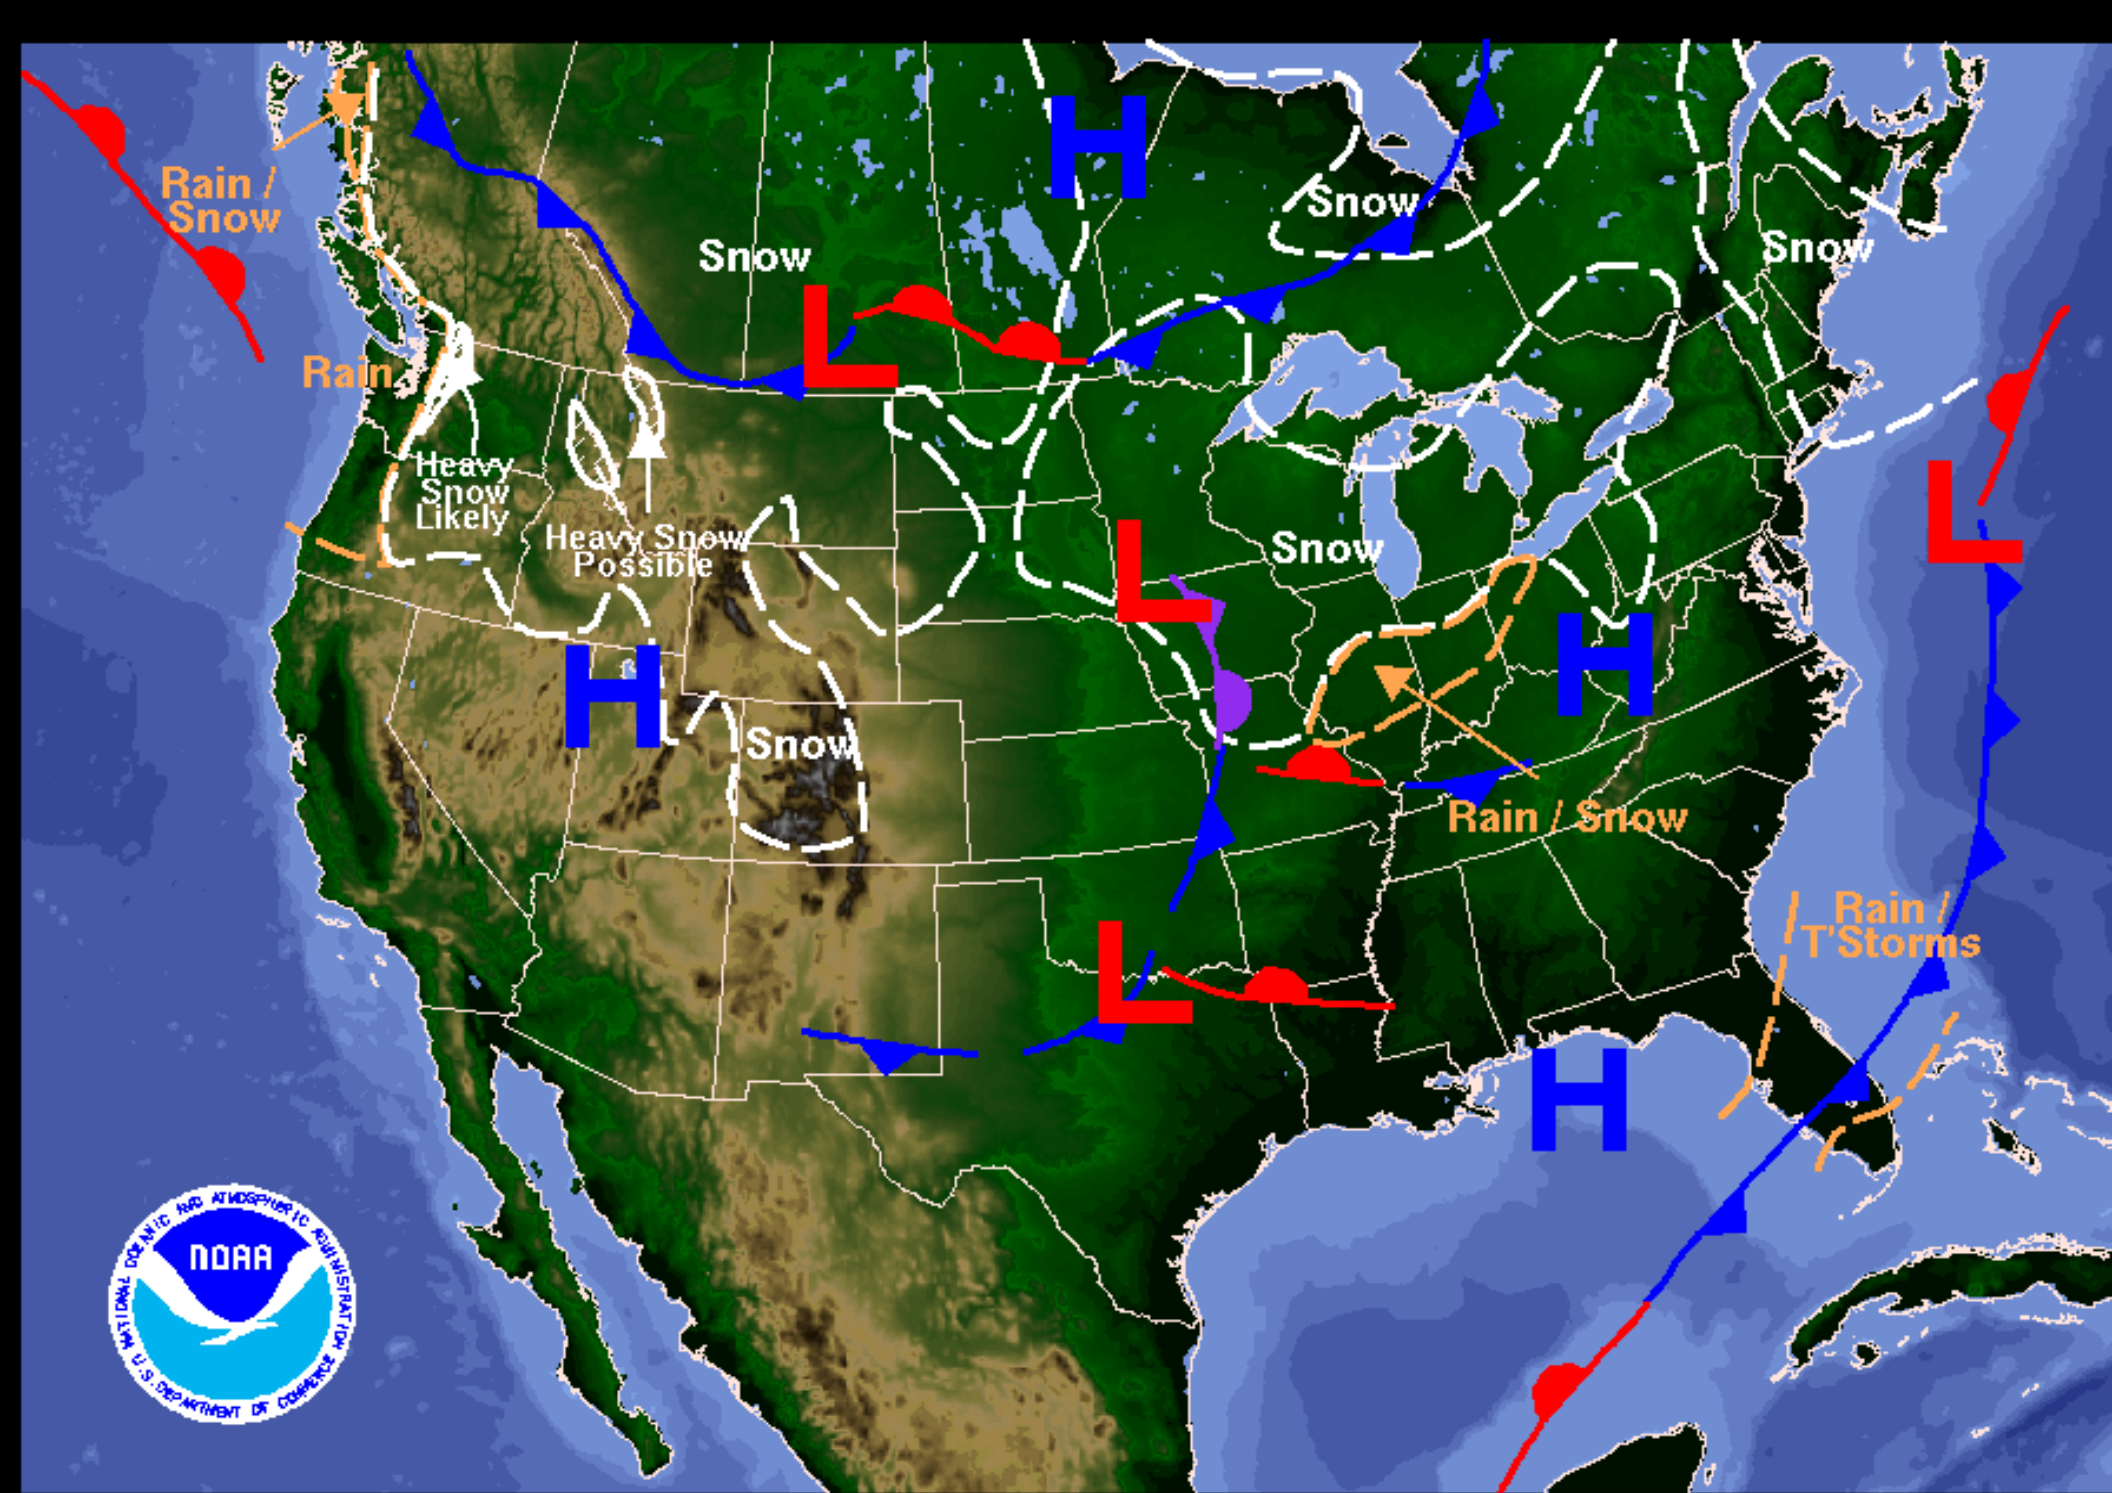 H
Rain /
Snow
Snow
Snow
Snow
L
Rain
Heavy
Snow
Likely
L
Heavy Snow
Possible
L
Snow
H
H
Snow
Rain / Snow
Rain /
T'Storms
L
H
NATIONAL OCEANIC AND ATMOSPHERIC ADMINISTRATION
NOAA
U.S. DEPARTMENT OF COMMERCE